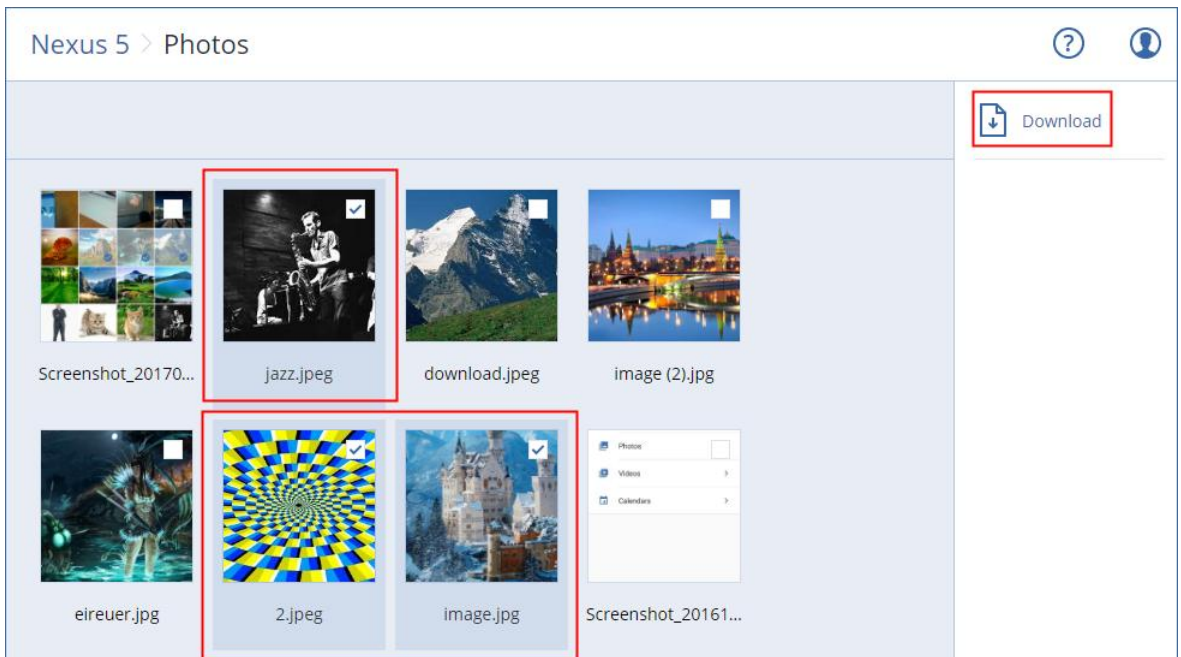 Nexus 5 > Photos
?
Download
Screenshot_20170...
jazz.jpeg
download.jpeg
image (2).jpg
Photos
Videos
Calendars
eireuer.jpg
2.jpeg
image.jpg
Screenshot_20161...